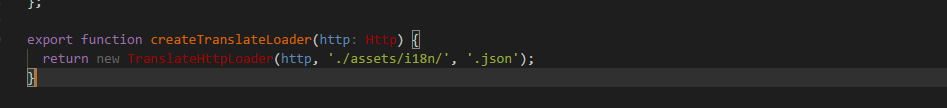 };
export function createTranslateLoader(http: Http) {
return new TranslateHttpLoader(http, './assets/i18n/', '.json');
}